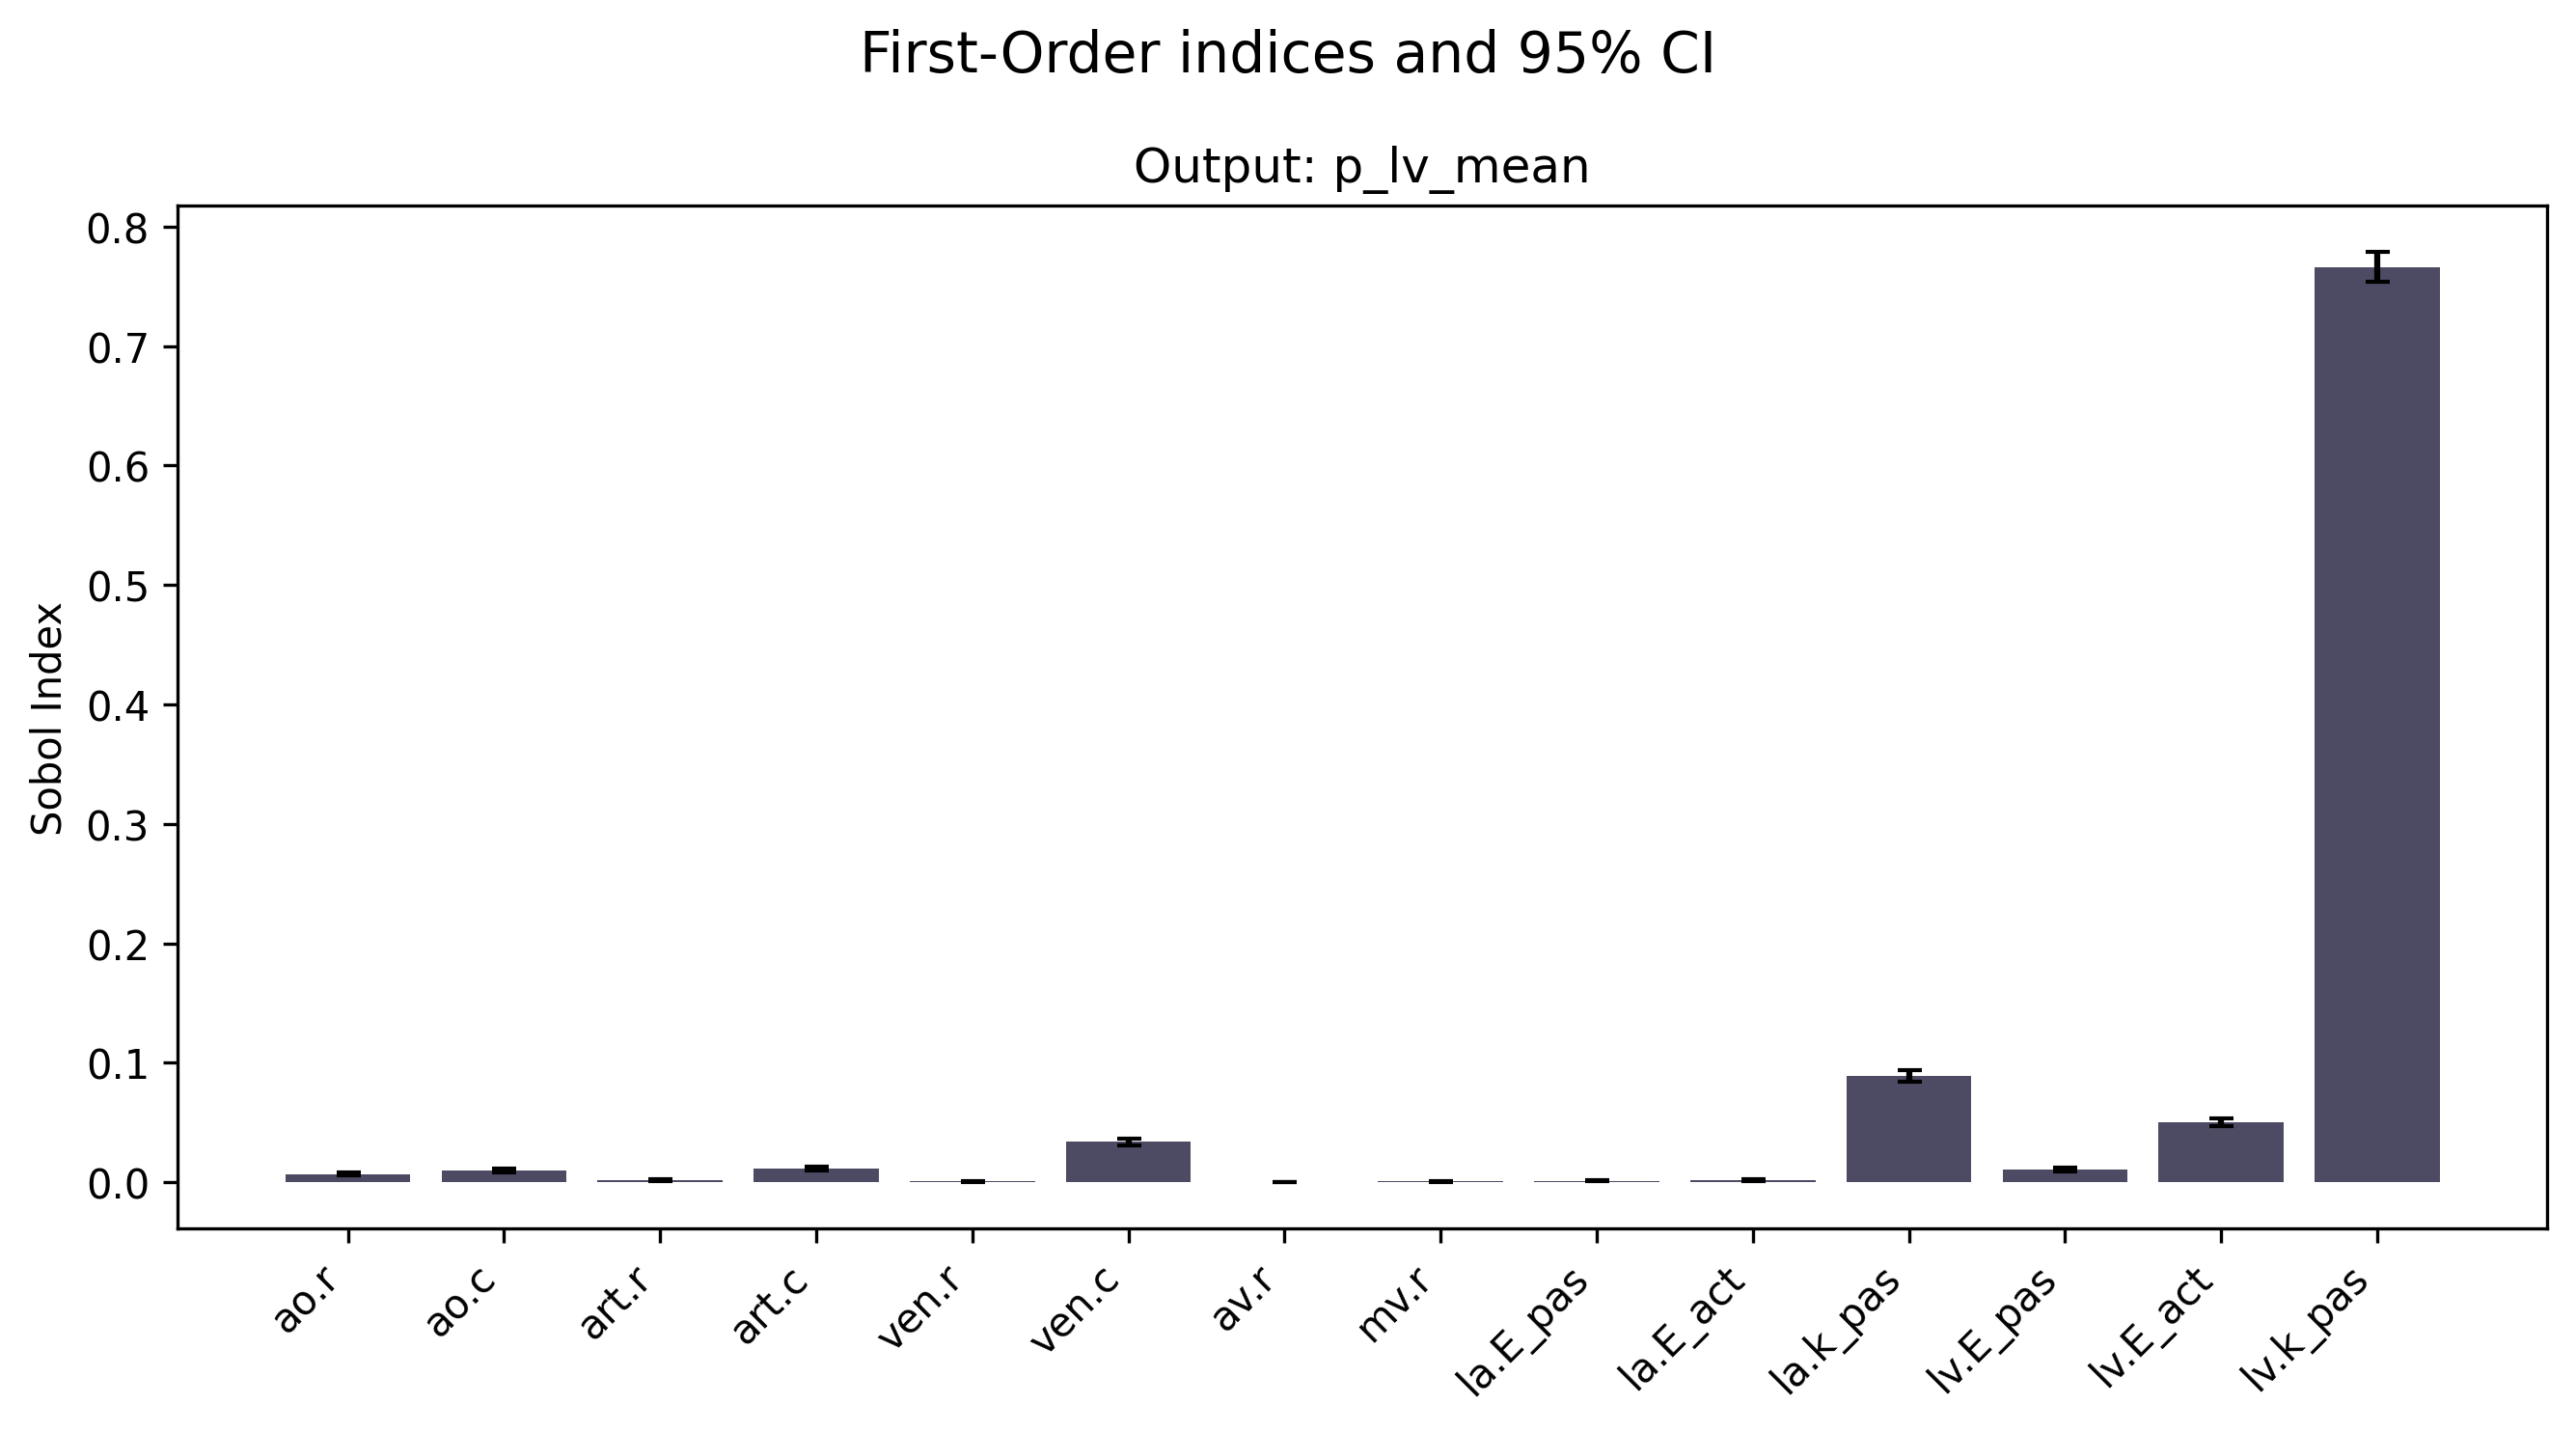 First-Order indices and 95% CI
Output: p_lv_mean
Sobol Index
0.8
0.7
0.6
0.5
0.4
0.3
0.2
0.1
0.0
ao.r
ao.c
art.r
art.c
ven.r
ven.c
av.r
mv.r
la.E_pas
la.E_act
la.k_pas
lv.E_pas
lv.E_act
lv.k_pas